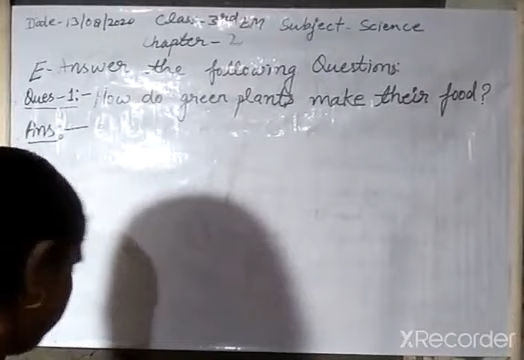 Date-13/08/2020 Class-3rd EM Subject-Science
Chapter-2
E-Answer the following Questions:
Ques-1:- How do green plants make their food?
Ans:-
XRecorder